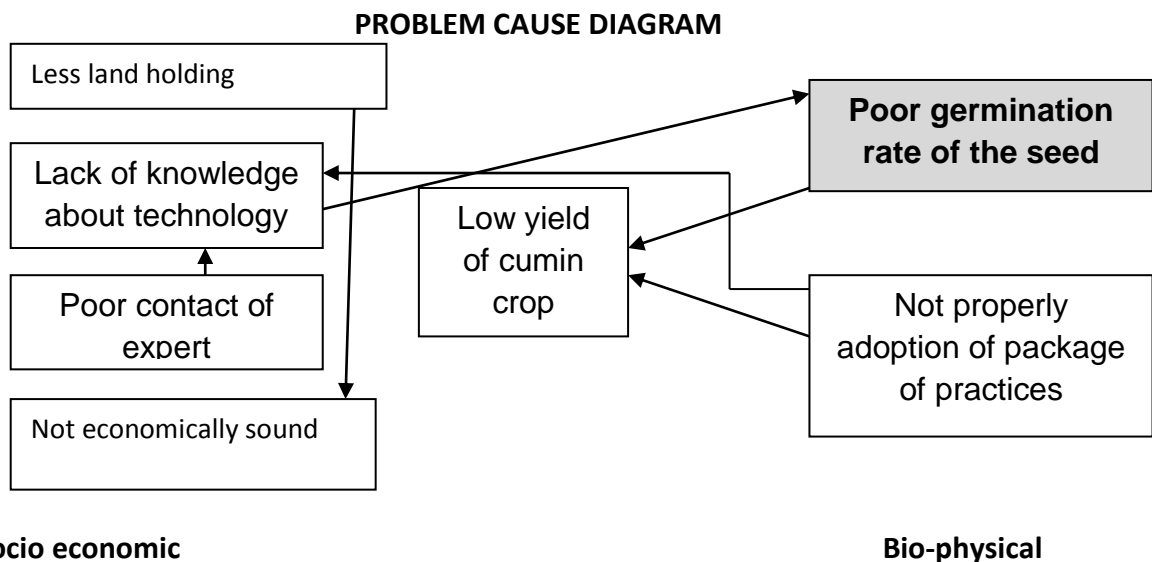 PROBLEM CAUSE DIAGRAM
Less land holding
Lack of knowledge
about technology
Poor contact of
expert
Not economically sound
Low yield
of cumin
crop
Poor germination
rate of the seed
Not properly
adoption of package
of practices
ocio economic
Bio-physical